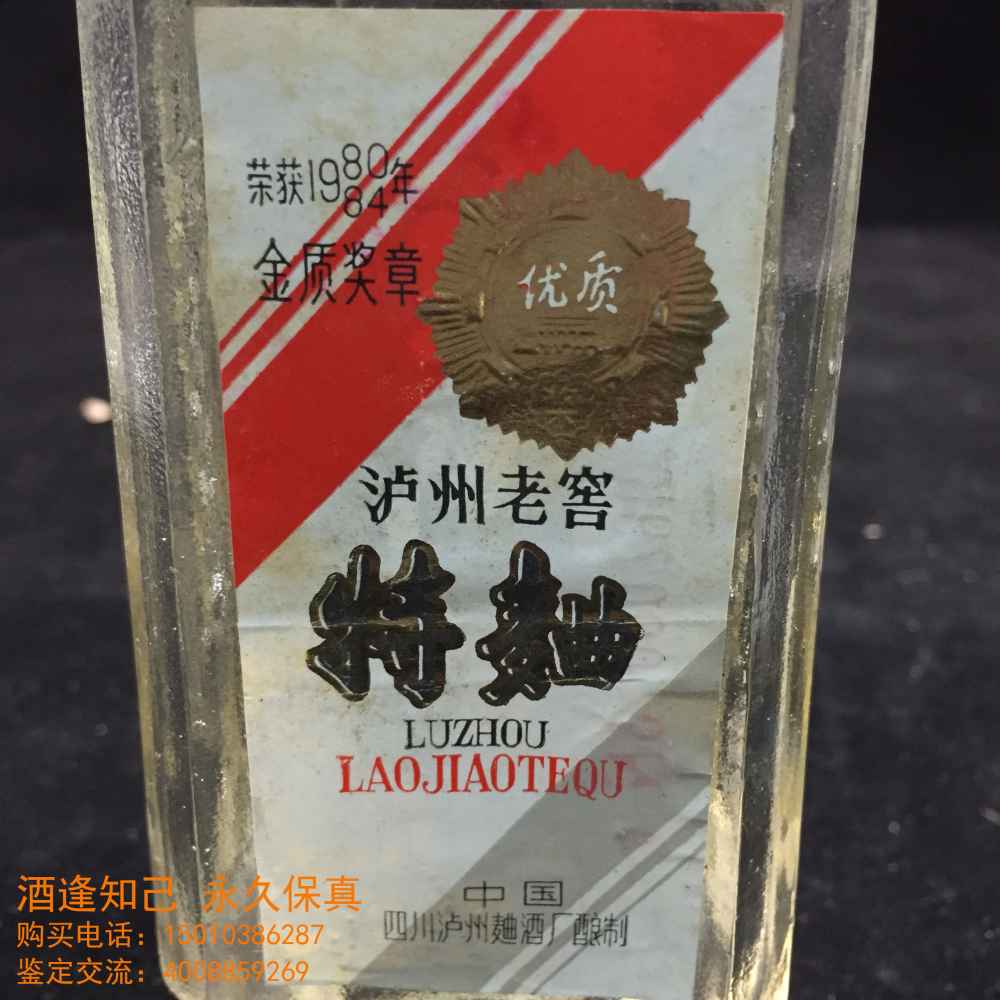 荣获1980 84年
金质奖章
优质
泸州老窖
特麯
LUZHOU
LAOJIAOTEQU
中国
四川泸州麯酒厂酿制
酒逢知己 永久保真
购买电话：15010386287
鉴定交流：4008859269